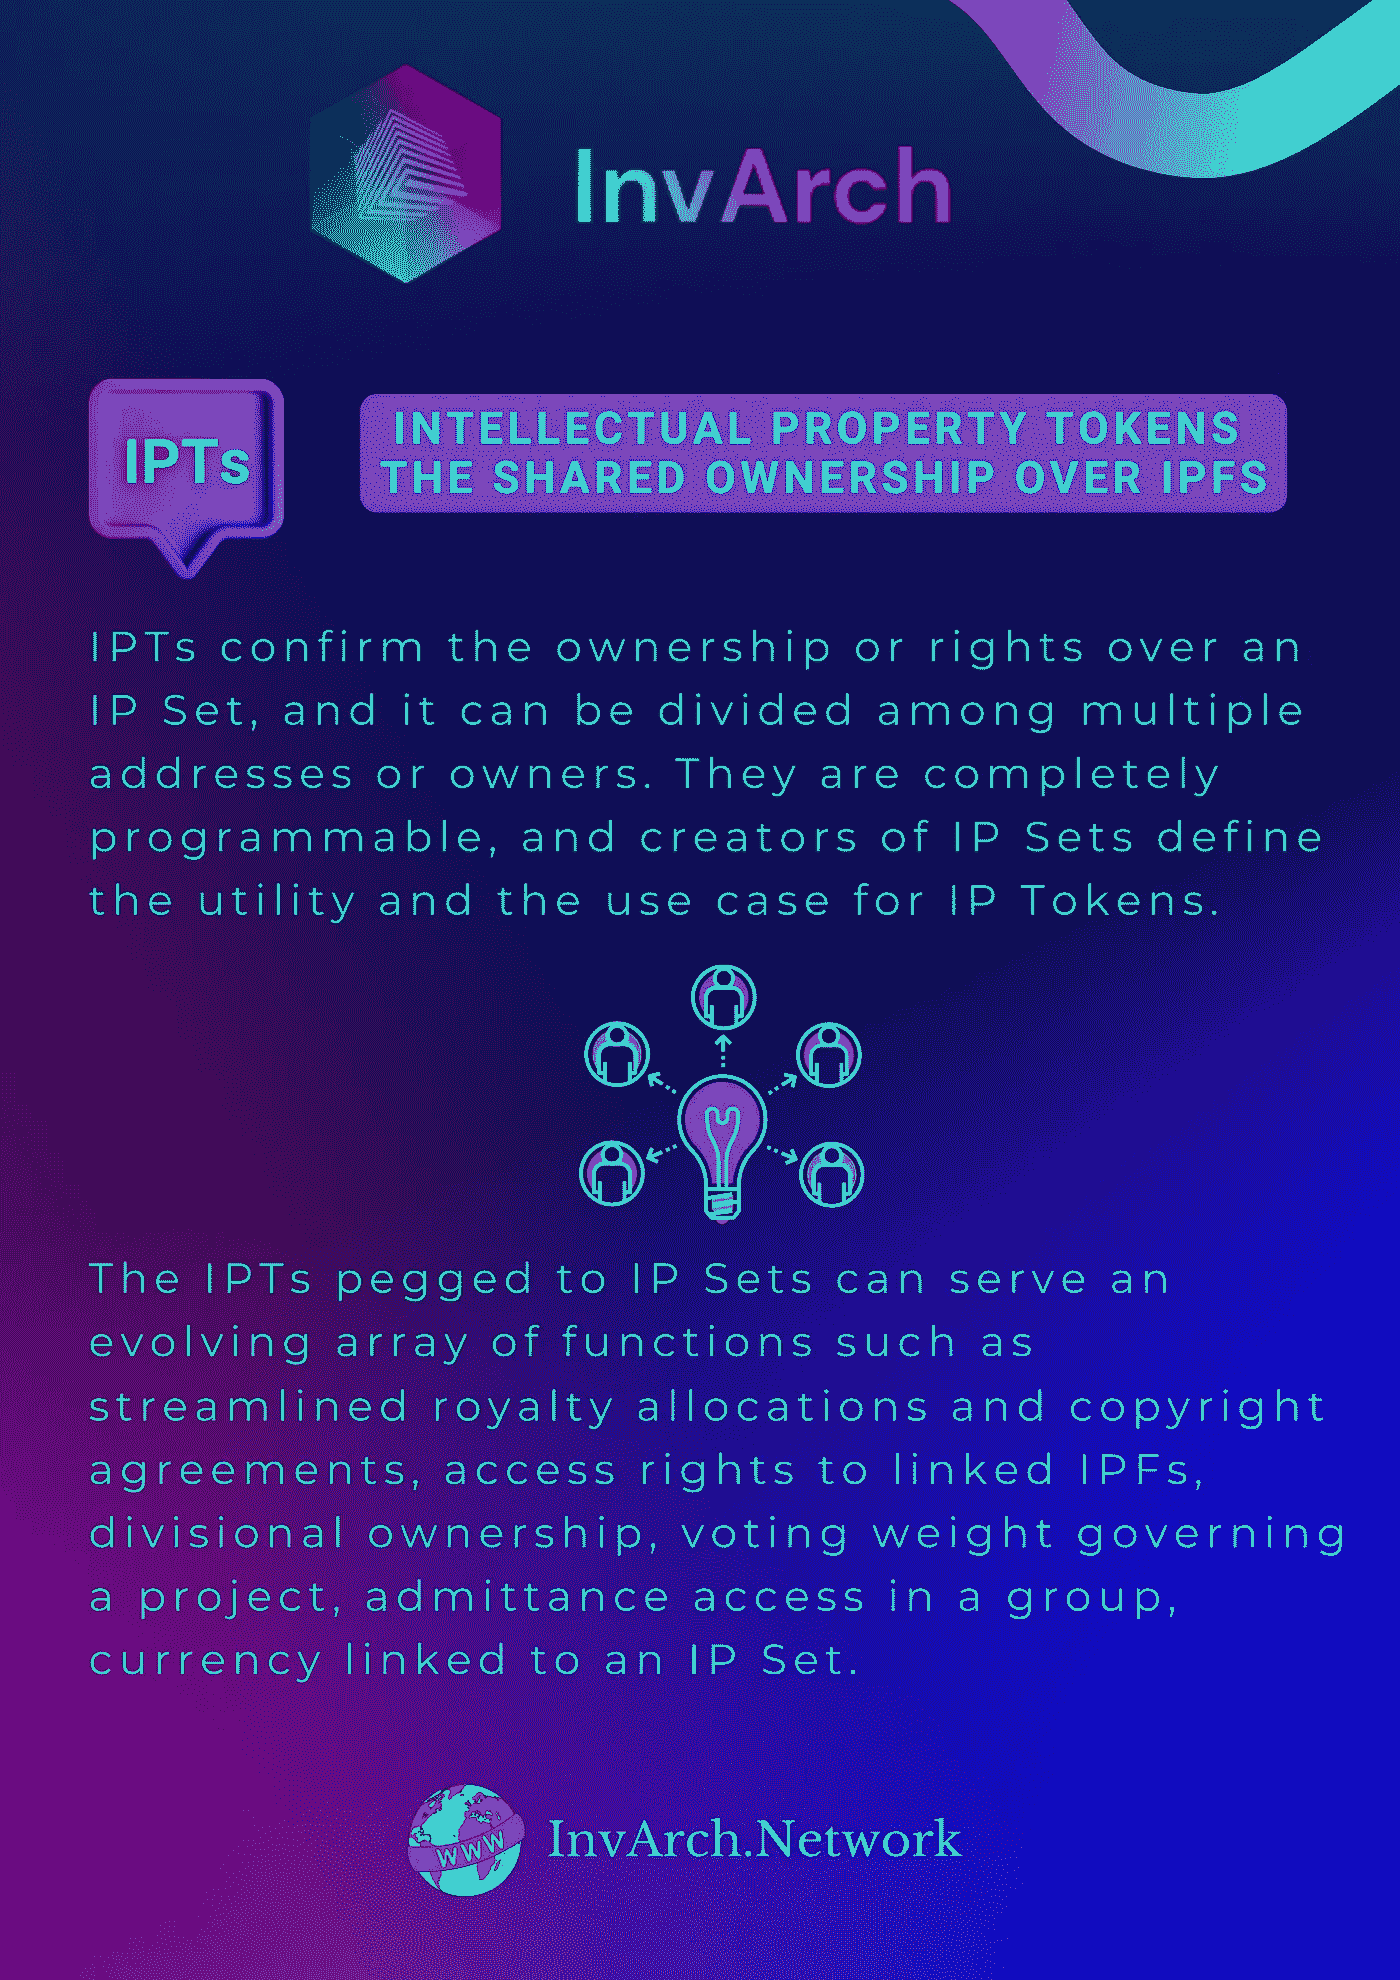 InvArch
IPTs
INTELLECTUAL PROPERTY TOKENS
THE SHARED OWNERSHIP OVER IPFS
IPTs confirm the ownership or rights over an
IP Set, and it can be divided among multiple
addresses or owners. They are completely
programmable, and creators of IP Sets define
the utility and the use case for IP Tokens.
The IPTs pegged to IP Sets can serve an
evolving array of functions such as
streamlined royalty allocations and copyright
agreements, access rights to linked IPFs,
divisional ownership, voting weight governing
a project, admittance access in a group,
currency linked to an IP Set.
WWW
InvArch.Network